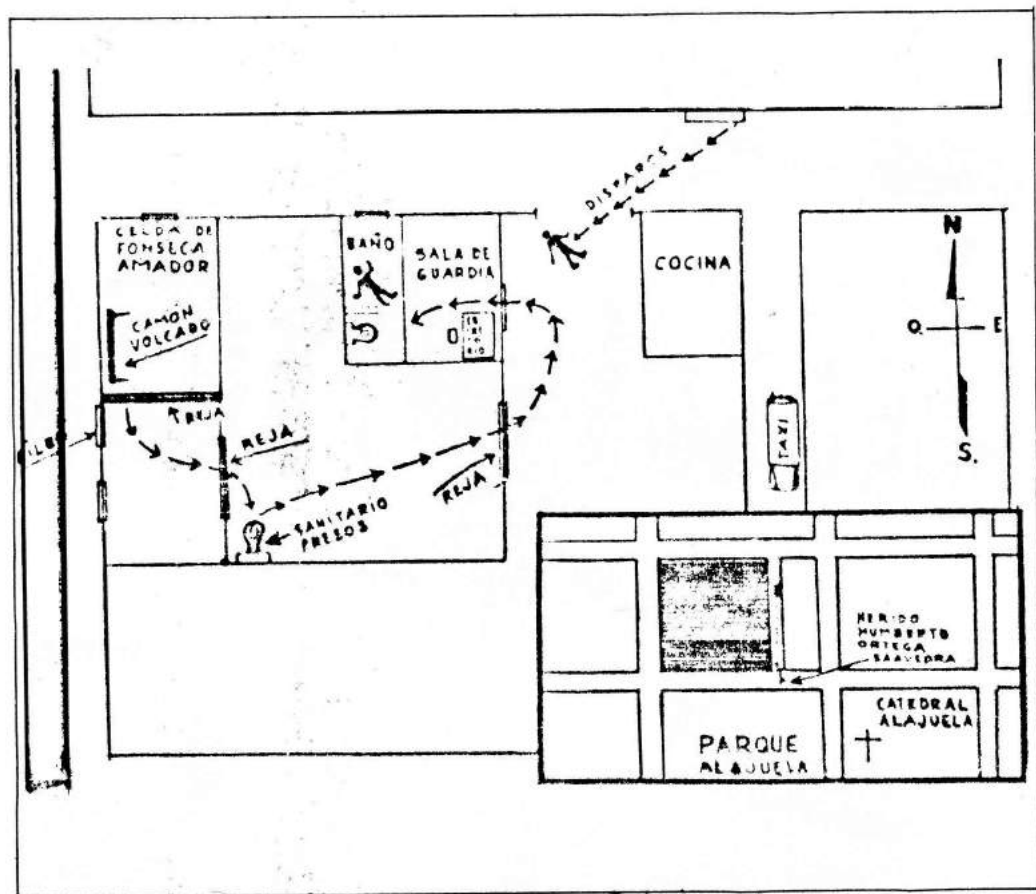 DISPAROS
CELDA DE
FONSECA
AMADOR
BAÑO
SALA DE
GUARDIA
COCINA
N
O.
E
S.
CAMON
VOLCADO
REJA
REJA
REJA
SANITARIO
PRESOS
TAXI
HERIDO
HUMBERTO
ORTEGA
SAAVEDRA
CATEDRAL
ALAJUELA
PARQUE
ALAJUELA